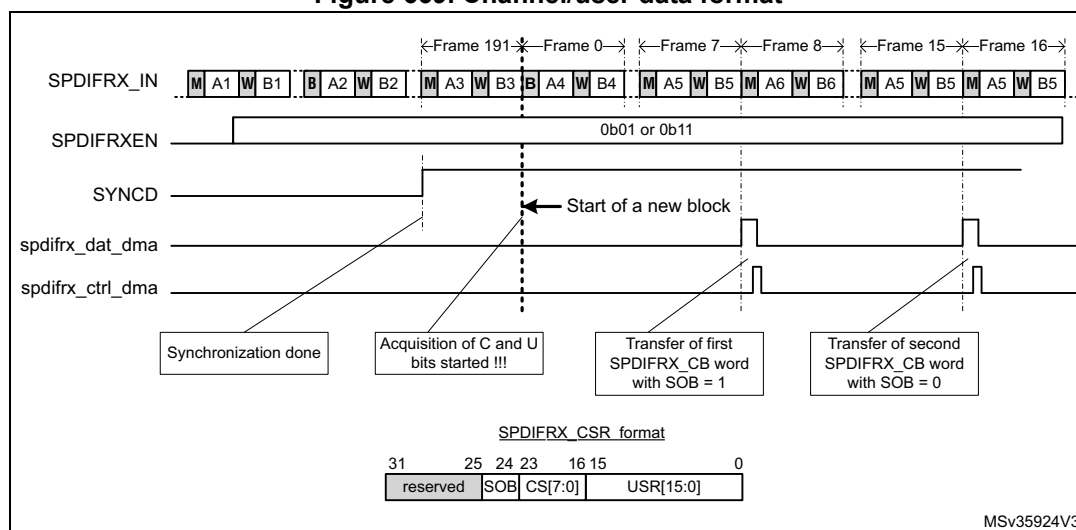 Figure 663. Channel/user data format
Frame 191 Frame 0 Frame 7 Frame 8 Frame 15 Frame 16
SPDIFRX_IN M A1 W B1 B A2 W B2 M A3 W B3 B A4 W B4 M A5 W B5 M A6 W B6 M A5 W B5 M A5 W B5
SPDIFRXEN 0b01 or 0b11
SYNCD
Start of a new block
spdifrx_dat_dma
spdifrx_ctrl_dma
Synchronization done
Acquisition of C and U
bits started !!!
Transfer of first
SPDIFRX_CB word
with SOB = 1
Transfer of second
SPDIFRX_CB word
with SOB = 0
SPDIFRX_CSR format
31 25 24 23 16 15 0
reserved SOB CS[7:0] USR[15:0]
MSv35924V3